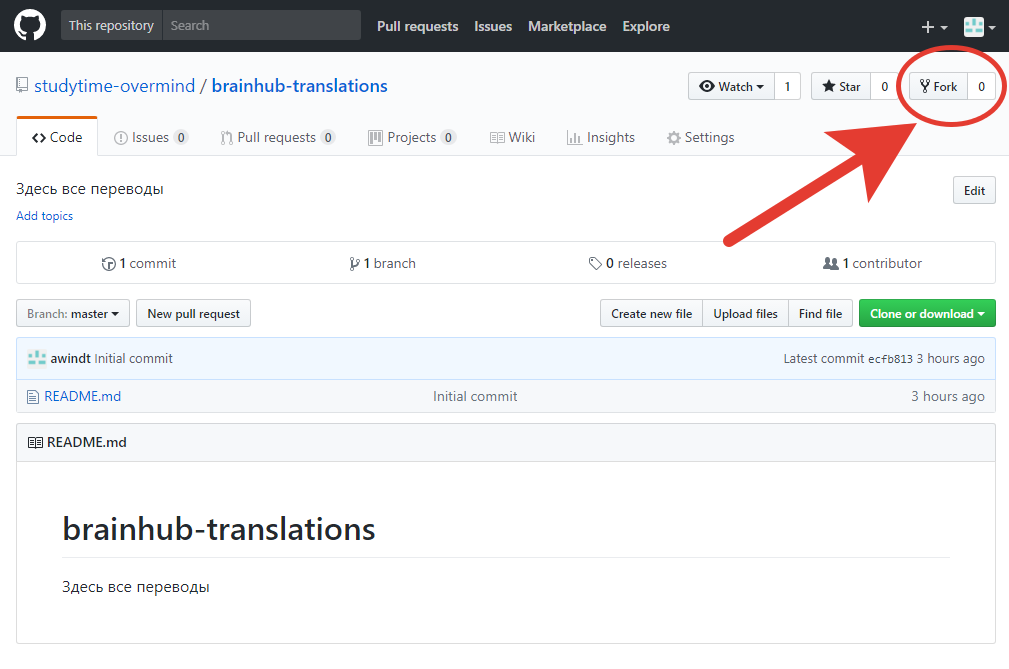 This repository Search Pull requests Issues Marketplace Explore
studytime-overmind / brainhub-translations Watch 1 Star 0 Fork 0
Code Issues 0 Pull requests 0 Projects 0 Wiki Insights Settings
Здесь все переводы Edit
Add topics
1 commit 1 branch 0 releases 1 contributor
Branch: master New pull request Create new file Upload files Find file Clone or download
awindt Initial commit Latest commit ecfb813 3 hours ago
README.md Initial commit 3 hours ago
README.md
brainhub-translations
Здесь все переводы